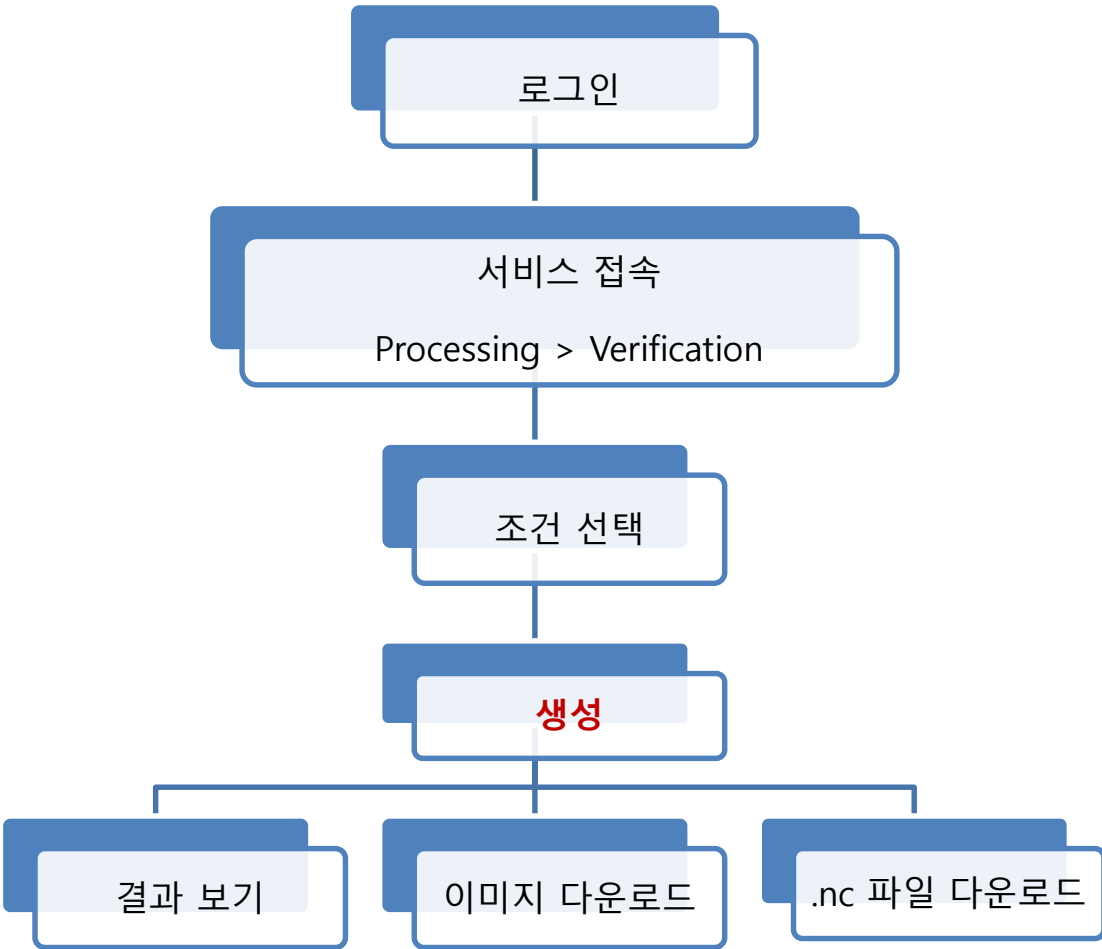 로그인
서비스 접속
Processing > Verification
조건 선택
생성
결과 보기
이미지 다운로드
.nc 파일 다운로드